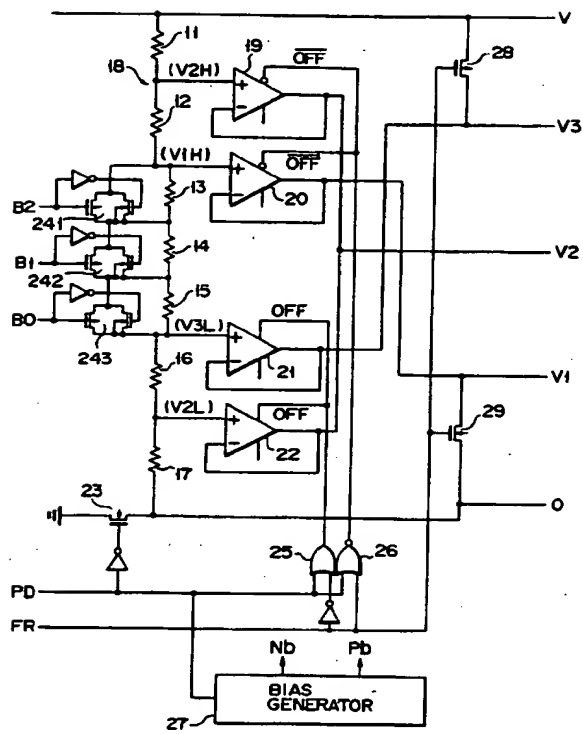 V
11
28
19
OFF
18
(V2H)
V3
12
(V1H)
OFF
13
20
B2
241
V2
14
B1
242
15
OFF
B0
(V3L)
243
16
21
V1
(V2L)
OFF
29
22
17
23
O
25
26
PD
FR
Nb
Pb
BIAS
GENERATOR
27